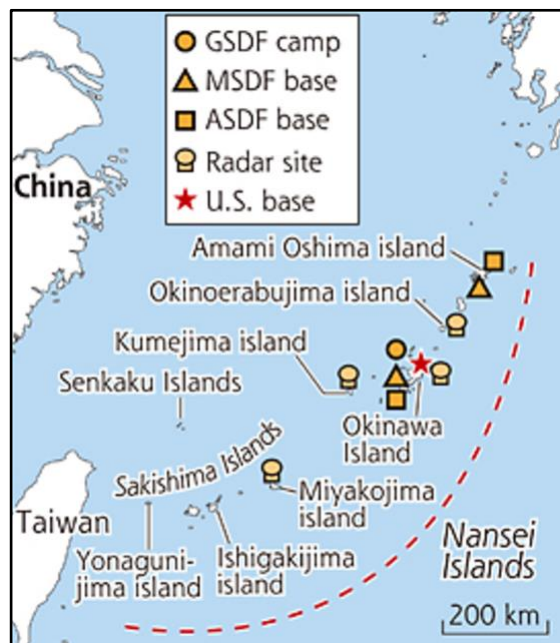 GSDF camp
MSDF base
ASDF base
Radar site
U.S. base
China
Amami Oshima island
Okinoerabujima island
Kumejima island
Senkaku Islands
Okinawa
Island
Sakishima Islands
Miyakojima
island
Taiwan
Yonaguni-
jima island
Ishigakijima
island
Nansei
Islands
200 km